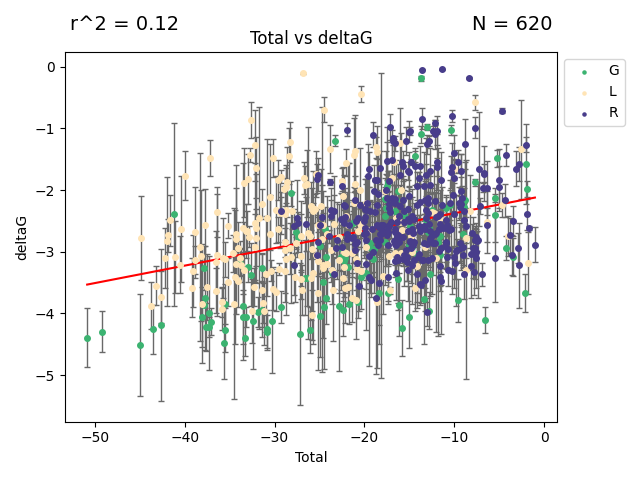 r^2 = 0.12
N = 620
Total vs deltaG
G
L
R
deltaG
0
−1
−2
−3
−4
−5
−50
−40
−30
−20
−10
0
Total